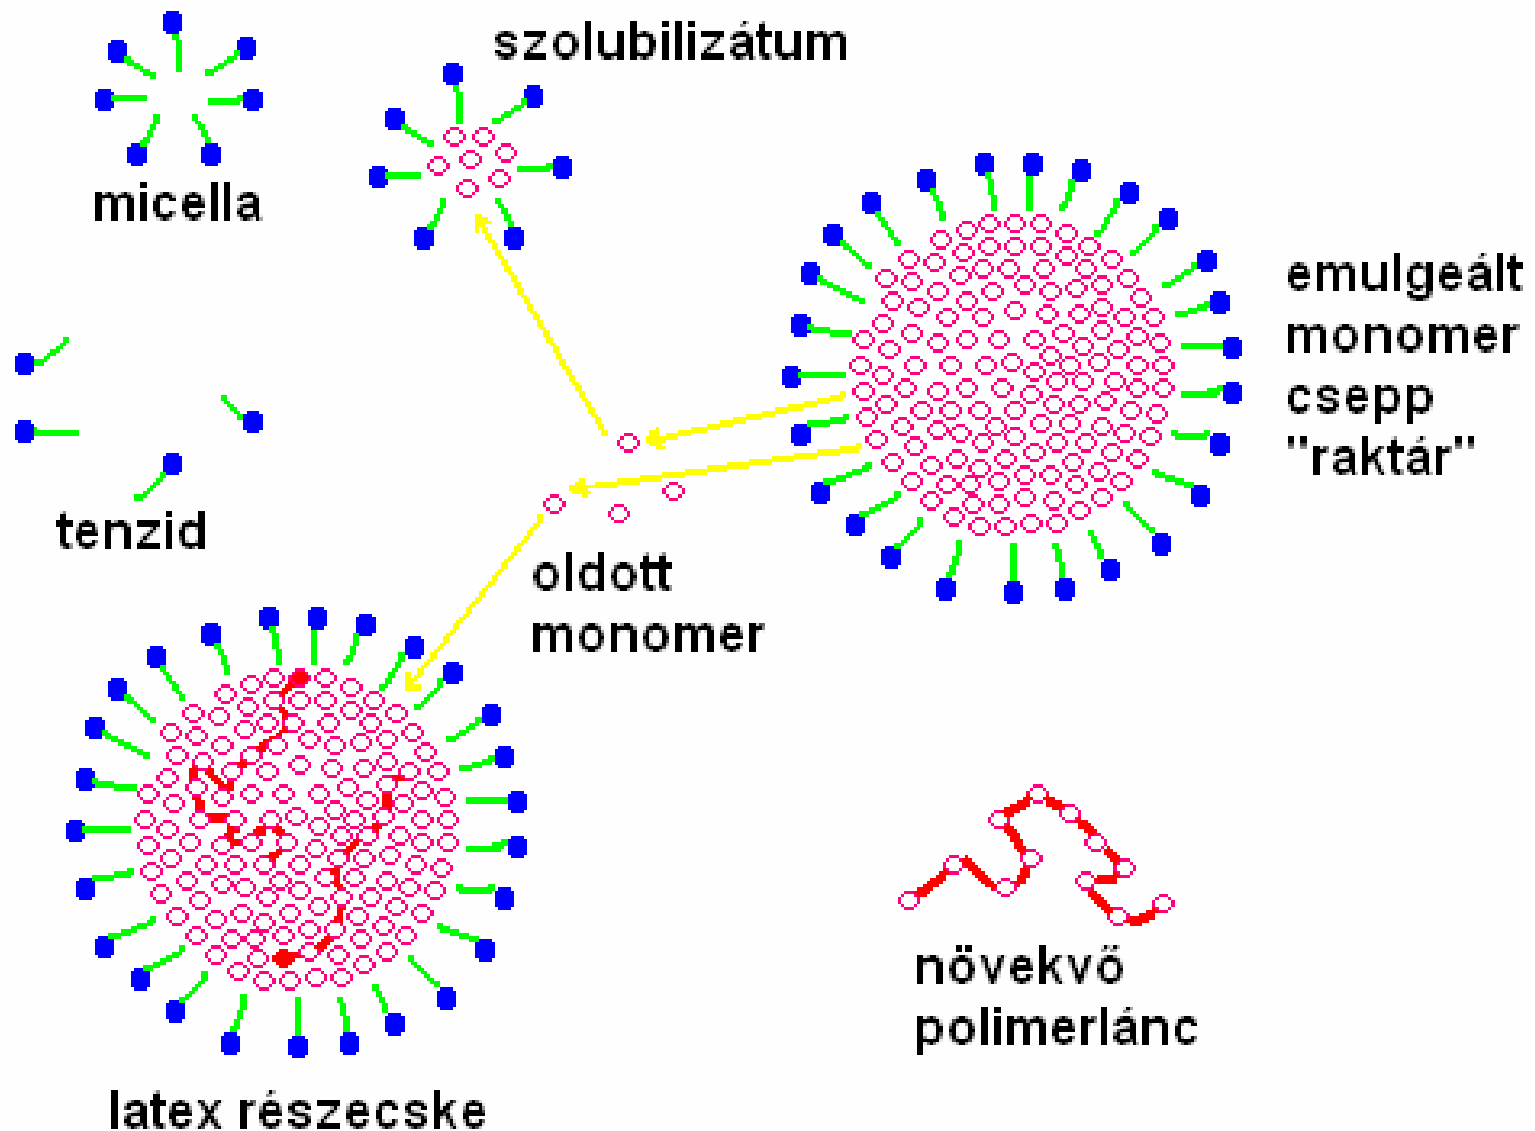 szolubilizátum
micella
emulgeált
monomer
csepp
"raktár"
tenzid
oldott
monomer
növekvő
polimerlánc
latex részecske